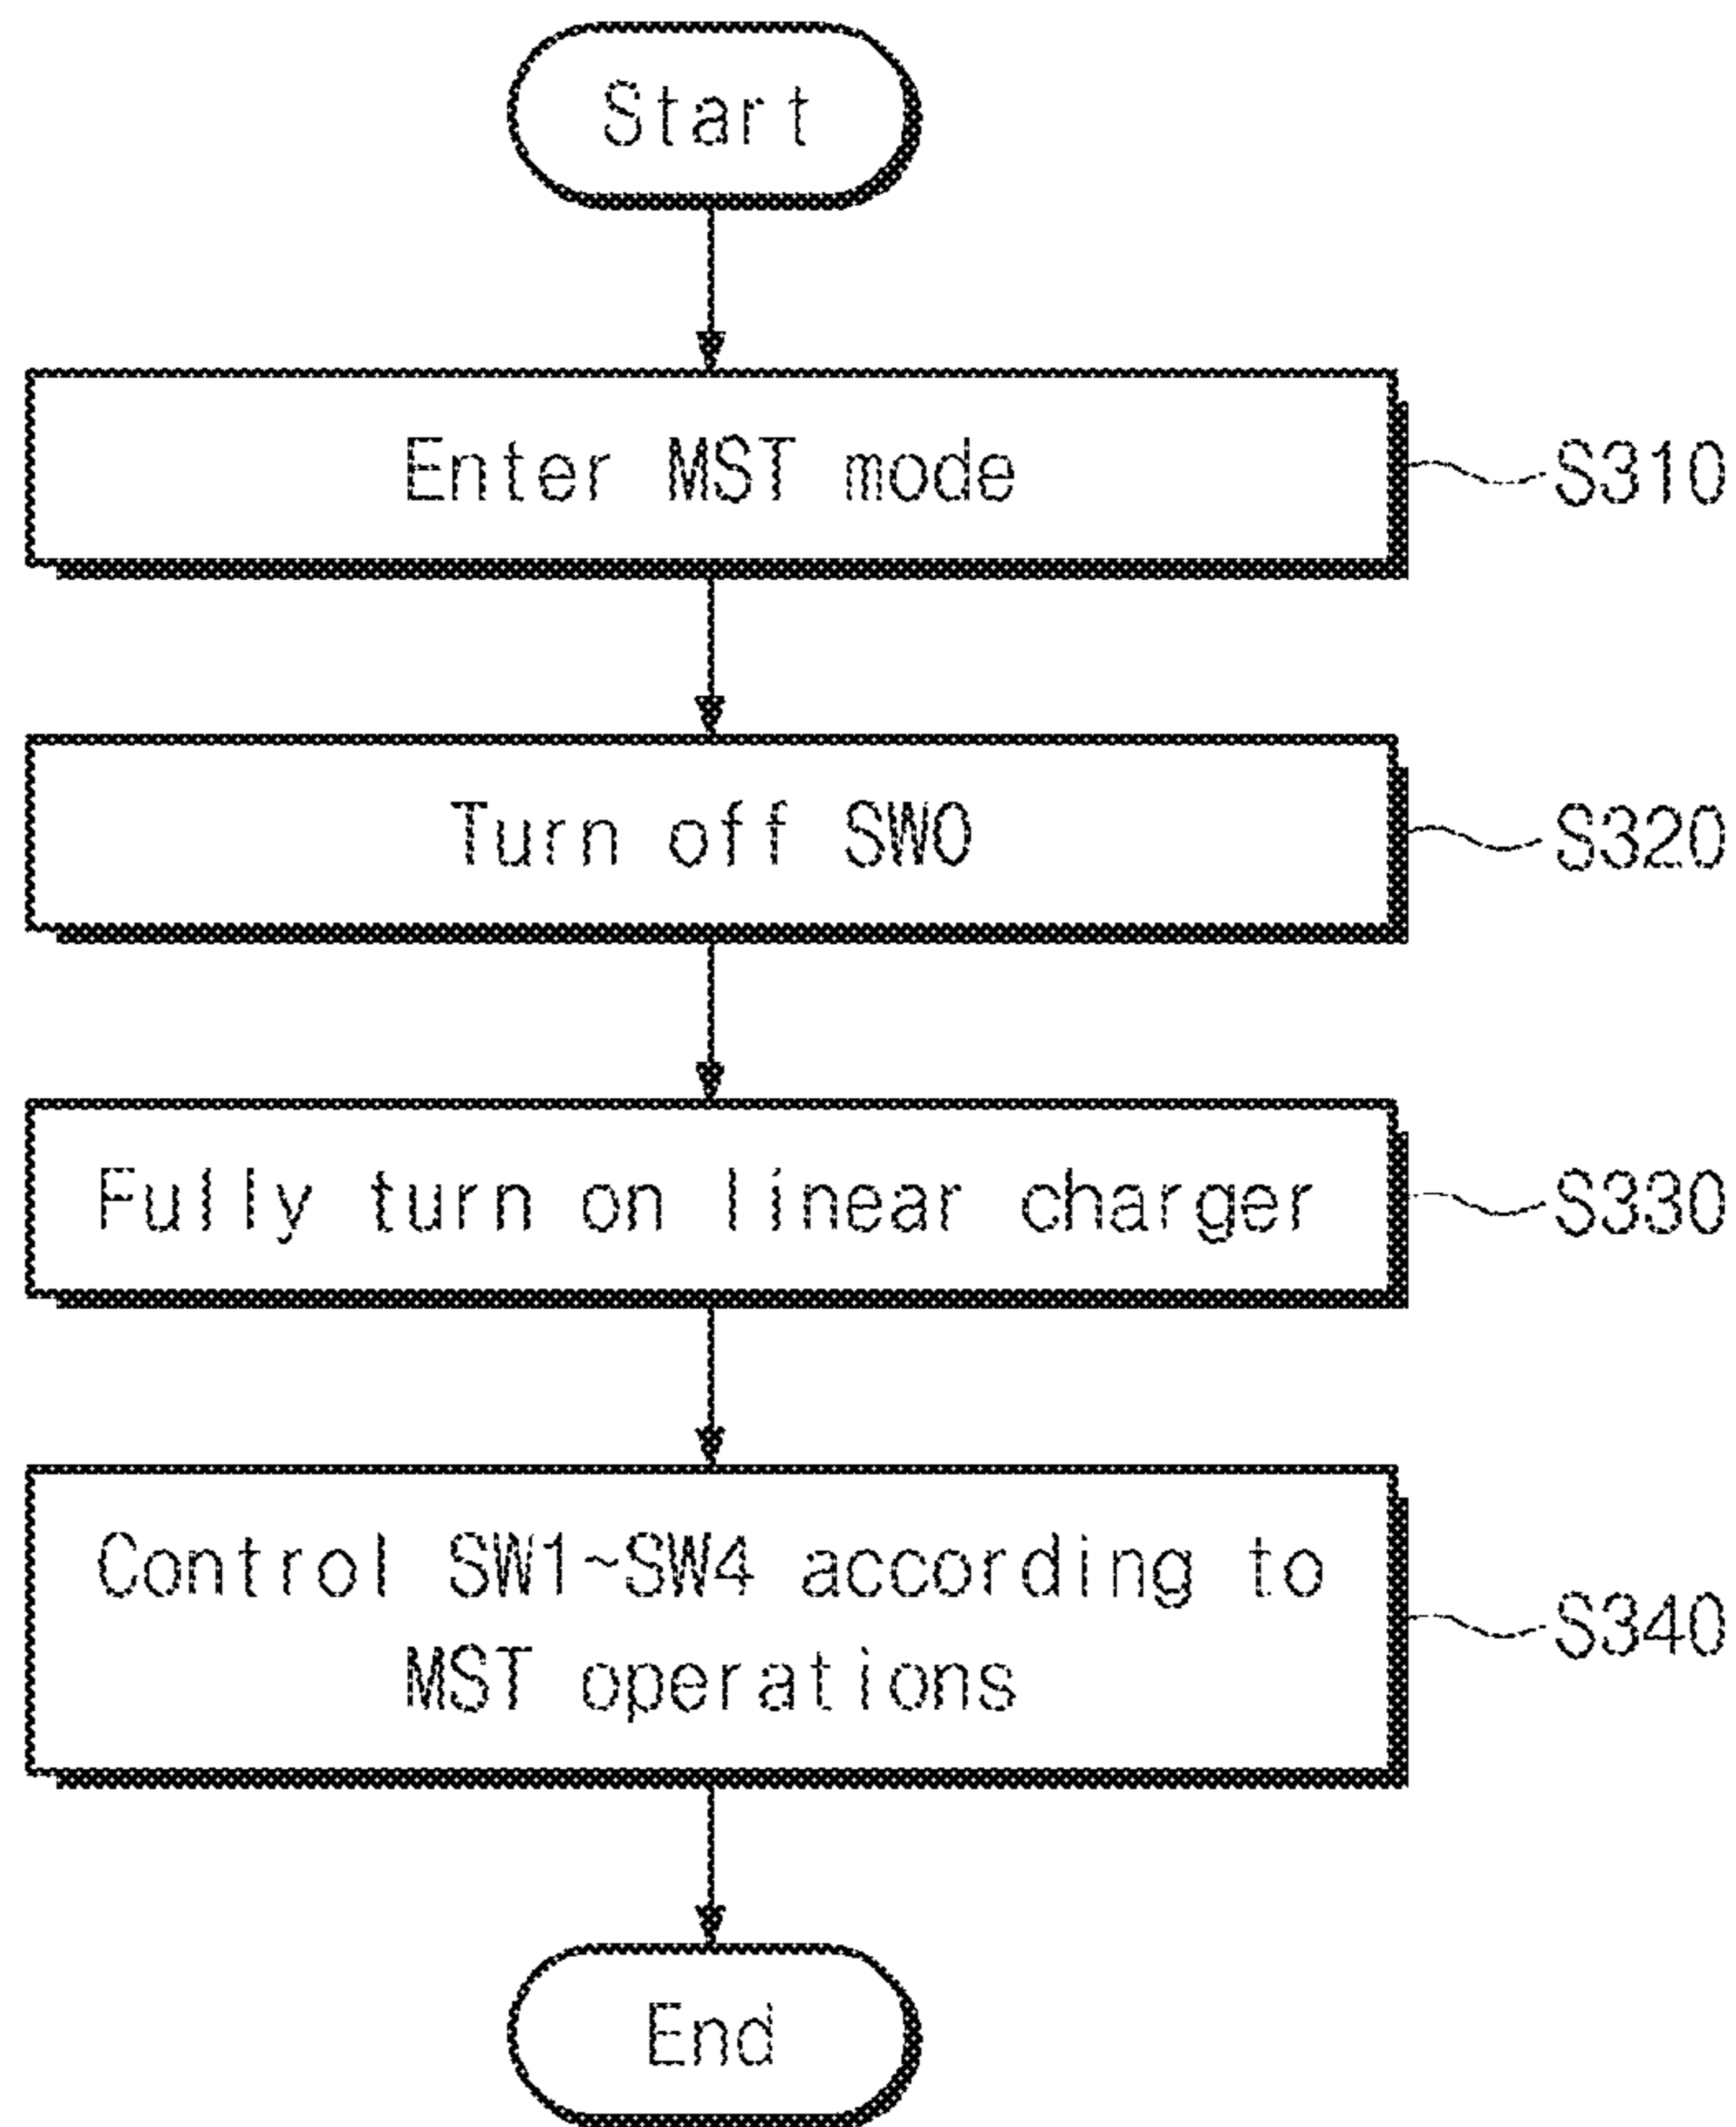 Start
Enter MST mode
S310
Turn off SW0
S320
Fully turn on linear charger
S330
Control SW1~SW4 according to
MST operations
S340
End